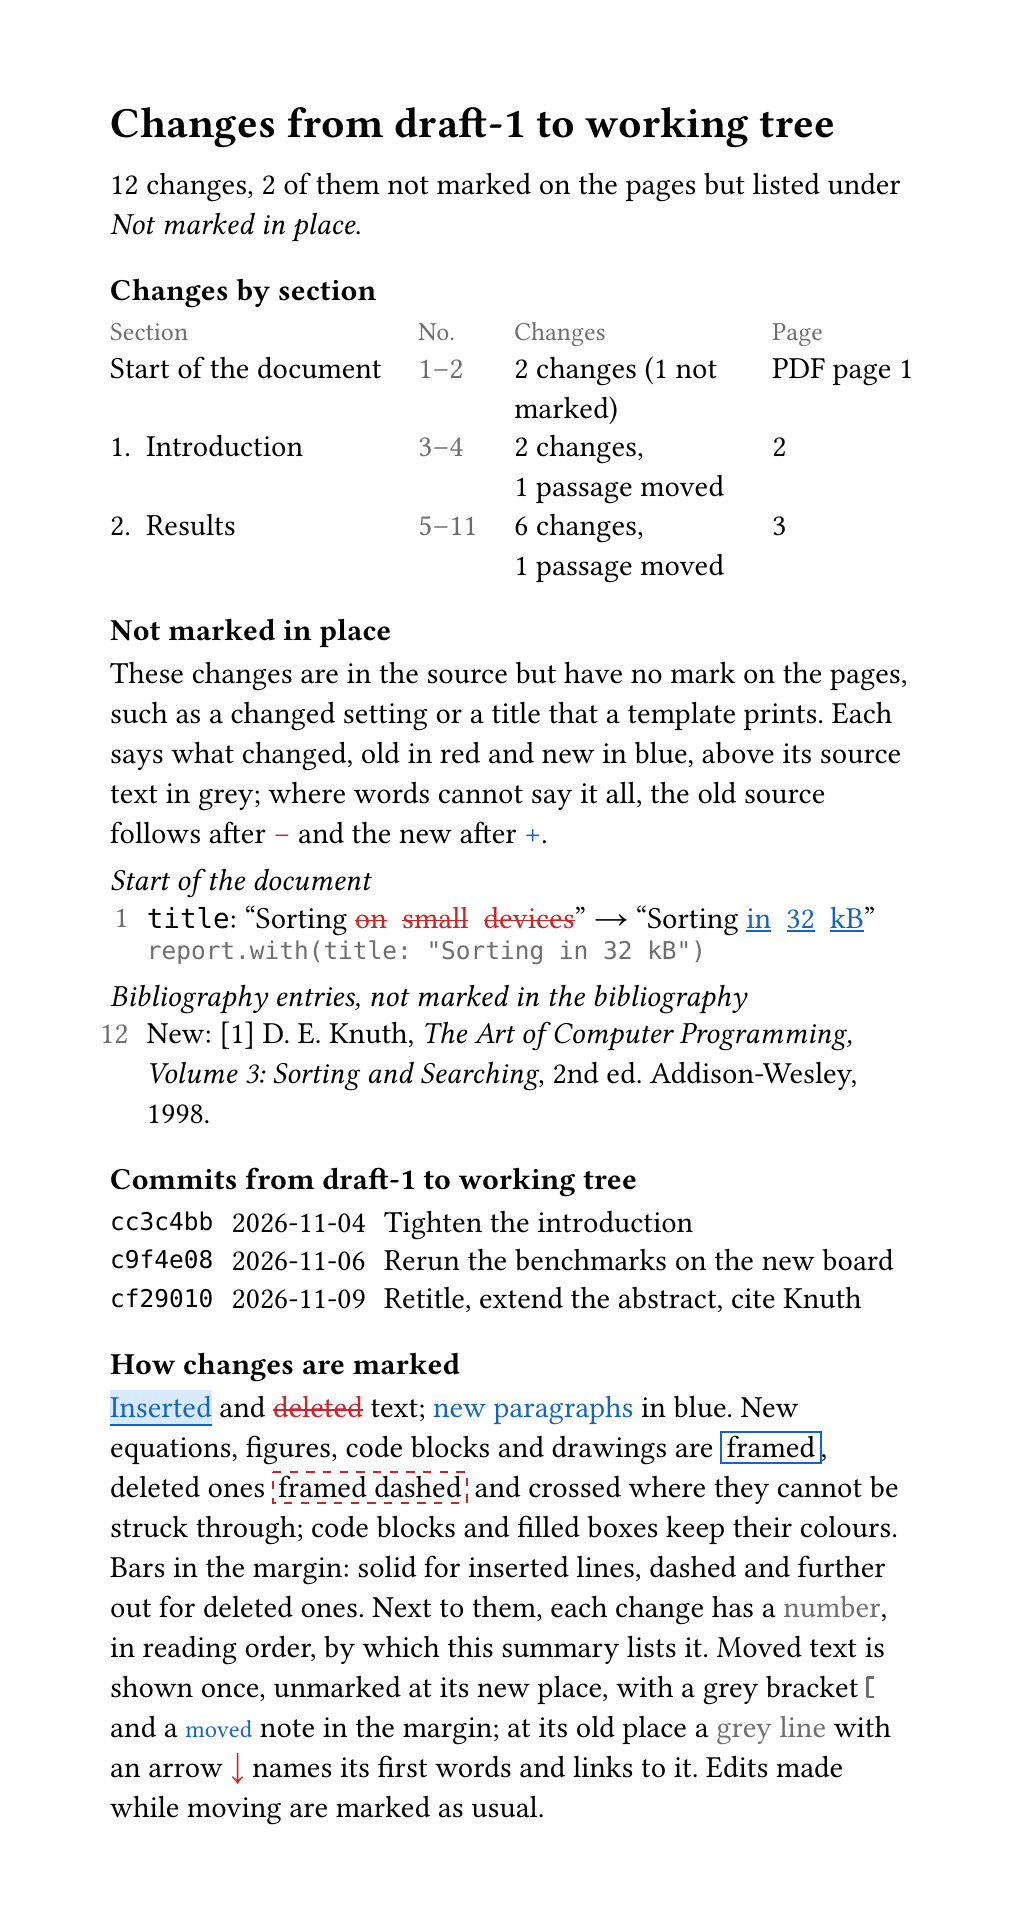 Changes from draft-1 to working tree
12 changes, 2 of them not marked on the pages but listed under
Not marked in place.
Changes by section
Section No. Changes Page
Start of the document 1–2 2 changes (1 not PDF page 1
marked)
1. Introduction 3–4 2 changes, 2
1 passage moved
2. Results 5–11 6 changes, 3
1 passage moved
Not marked in place
These changes are in the source but have no mark on the pages,
such as a changed setting or a title that a template prints. Each
says what changed, old in red and new in blue, above its source
text in grey; where words cannot say it all, the old source
follows after – and the new after +.
Start of the document
1 title: “Sorting on small devices” ⟶ “Sorting in 32 kB”
report.with(title: "Sorting in 32 kB")
Bibliography entries, not marked in the bibliography
12 New: [1] D. E. Knuth, The Art of Computer Programming,
Volume 3: Sorting and Searching, 2nd ed. Addison-Wesley,
1998.
Commits from draft-1 to working tree
cc3c4bb 2026-11-04 Tighten the introduction
c9f4e08 2026-11-06 Rerun the benchmarks on the new board
cf29010 2026-11-09 Retitle, extend the abstract, cite Knuth
How changes are marked
Inserted and deleted text; new paragraphs in blue. New
equations, figures, code blocks and drawings are framed,
deleted ones framed dashed and crossed where they cannot be
struck through; code blocks and filled boxes keep their colours.
Bars in the margin: solid for inserted lines, dashed and further
out for deleted ones. Next to them, each change has a number,
in reading order, by which this summary lists it. Moved text is
shown once, unmarked at its new place, with a grey bracket [
and a moved note in the margin; at its old place a grey line with
an arrow ↓ names its first words and links to it. Edits made
while moving are marked as usual.